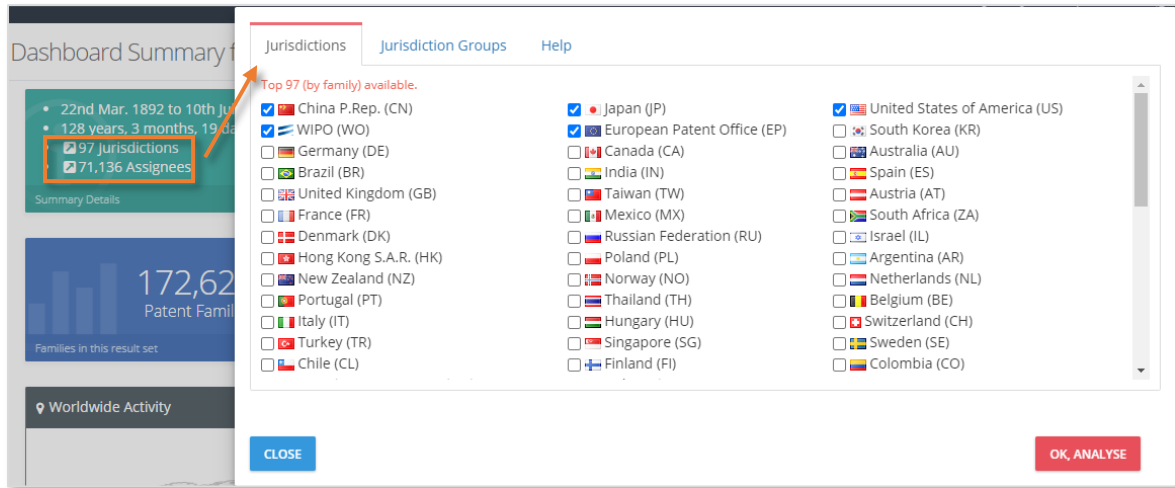 Dashboard Summary f
22nd Mar. 1892 to 10th Ju
128 years, 3 months, 19 da
97 Jurisdictions
71,136 Assignees
Summary Details
172,62
Patent Famil
Families in this result set
Worldwide Activity
Jurisdictions Jurisdiction Groups Help
Top 97 (by family) available.
China P.Rep. (CN) Japan (JP) United States of America (US)
WIPO (WO) European Patent Office (EP) South Korea (KR)
Germany (DE) Canada (CA) Australia (AU)
Brazil (BR) India (IN) Spain (ES)
United Kingdom (GB) Taiwan (TW) Austria (AT)
France (FR) Mexico (MX) South Africa (ZA)
Denmark (DK) Russian Federation (RU) Israel (IL)
Hong Kong S.A.R. (HK) Poland (PL) Argentina (AR)
New Zealand (NZ) Norway (NO) Netherlands (NL)
Portugal (PT) Thailand (TH) Belgium (BE)
Italy (IT) Hungary (HU) Switzerland (CH)
Turkey (TR) Singapore (SG) Sweden (SE)
Chile (CL) Finland (FI) Colombia (CO)
CLOSE OK, ANALYSE